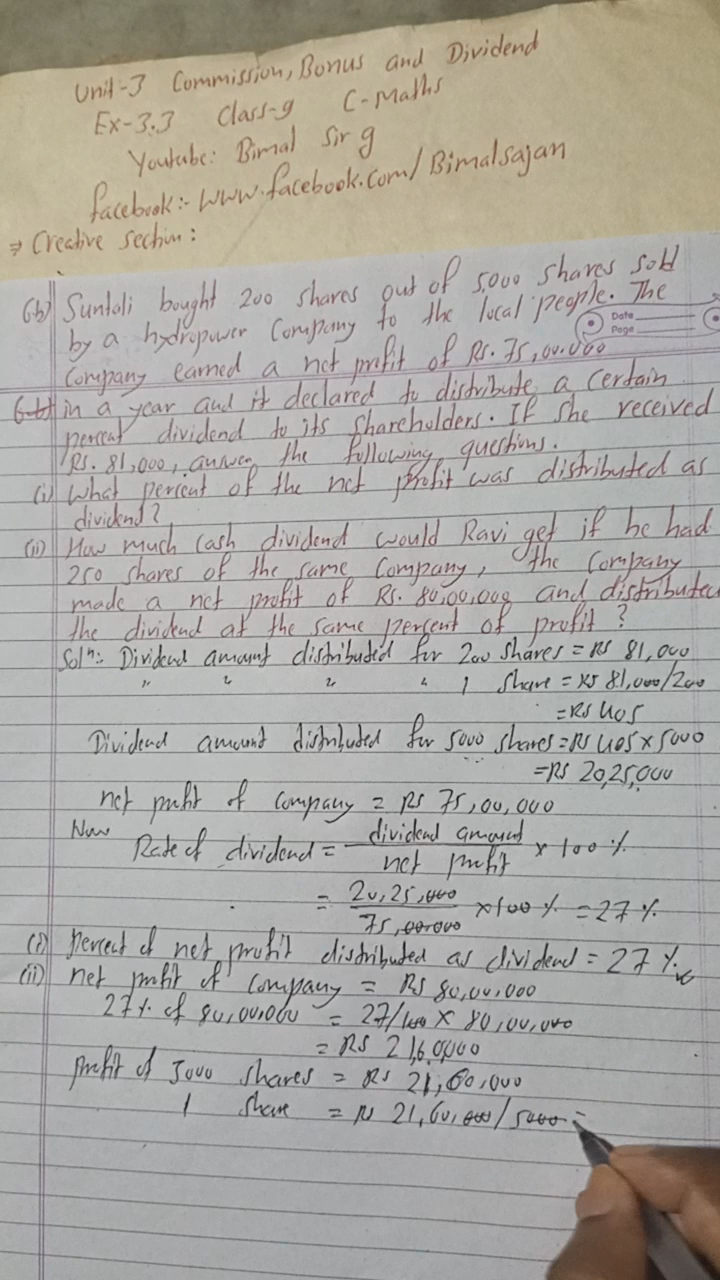 Unit-3 Commission, Bonus and Dividend
Ex-3.3 Class-9 C-Maths
Youtube: Bimal Sir g
facebook:- www.facebook.com/Bimalsajan
⇒ Creative Section:
6b) Suntali bought 200 shares out of 5,000 shares sold
by a hydropower Company to the local people. The
Date
Page
Company earned a net profit of Rs. 75,00,000
in a year and it declared to distribute a certain
percent dividend to its shareholders. If she received
Rs. 81,000, answer the following questions.
(i) What percent of the net profit was distributed as
dividend?
(ii) How much cash dividend would Ravi get if he had
250 shares of the same Company, the Company
made a net profit of Rs. 80,00,000 and distributed
the dividend at the same percent of profit?
Solⁿ: Dividend amount distributed for 200 shares = Rs 81,000
" " " " 1 share = Rs 81,000/200
= Rs 405
Dividend amount distributed for 5000 shares = Rs 405 × 5000
= Rs 20,25,000
net profit of Company = Rs 75,00,000
Now
Rate of dividend = dividend amount / net profit × 100 %
= 20,25,000 / 75,00,000 × 100 % = 27 %
(i) Percent of net profit distributed as dividend = 27 %
(ii) net profit of Company = Rs 80,00,000
27% of 80,00,000 = 27/100 × 80,00,000
= Rs 21,60,000
Profit of 5000 shares = Rs 21,60,000
1 share = Rs 21,60,000/5000 =